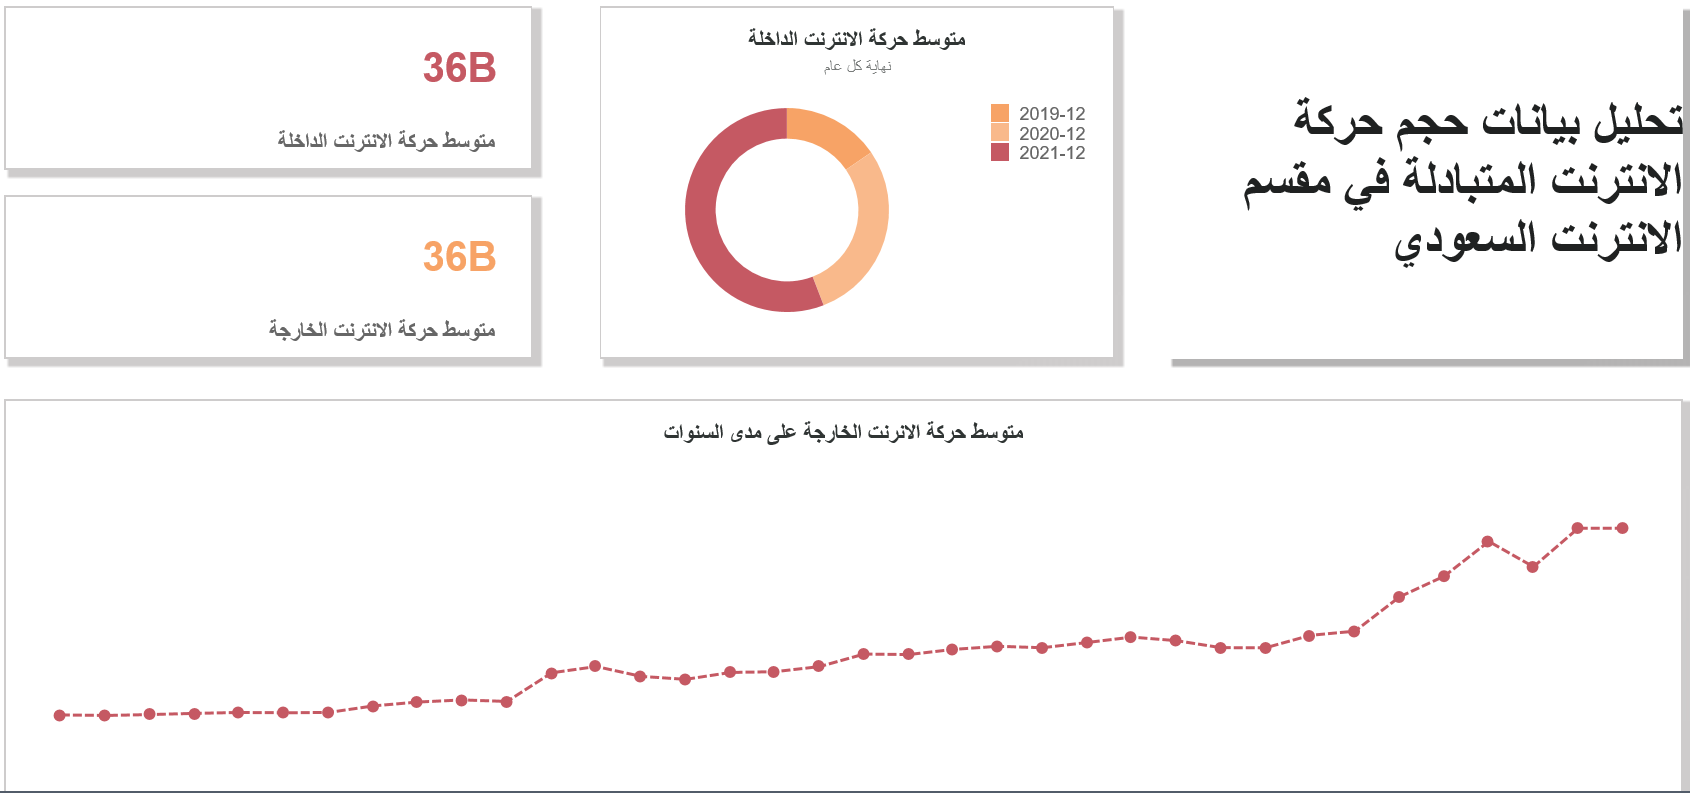 تحليل بيانات حجم حركة
الانترنت المتبادلة في مقسم
الانترنت السعودي
متوسط حركة الانترنت الداخلة
نهاية كل عام
2019-12
2020-12
2021-12
36B
متوسط حركة الانترنت الداخلة
36B
متوسط حركة الانترنت الخارجة
متوسط حركة الانرنت الخارجة على مدى السنوات